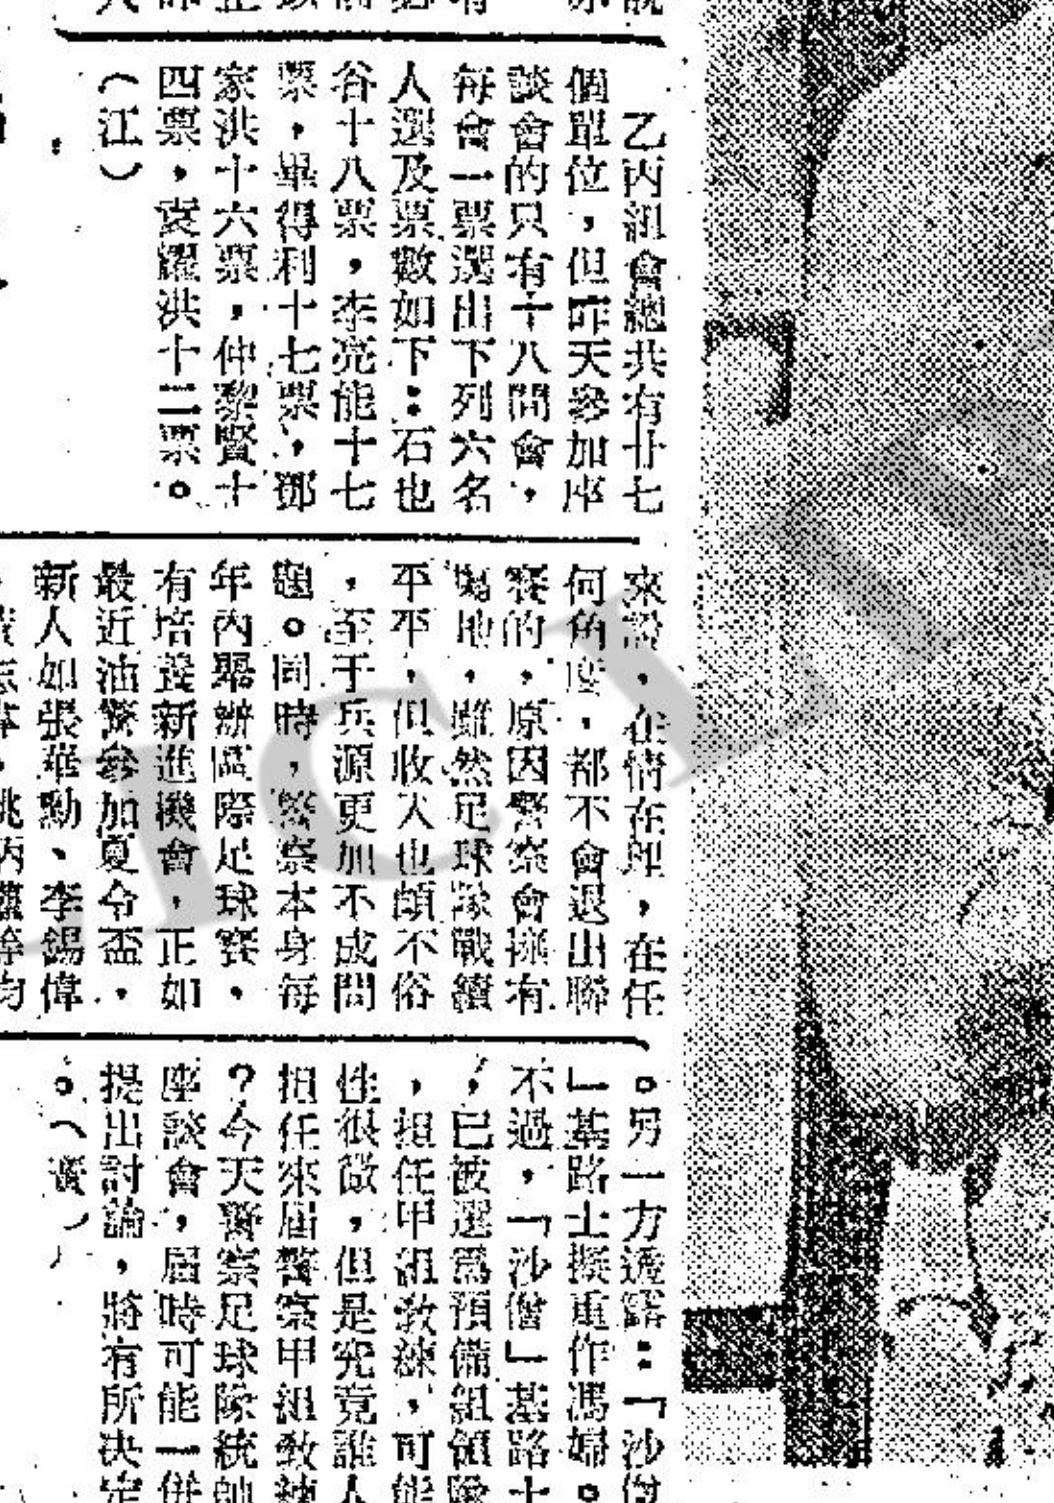 乙丙組會總共有廿七
個單位，但昨天參加座
談會的只有十八間會，
每會一票選出下列六名
人選及票數如下：石也
谷十八票，李亮能十七
票，畢得利十七票，鄧
家洪十六票，仲黎賢十
四票，袁耀洪十二票。
（江）
來說，在情在理，在任
何角度，都不會退出聯
賽的，原因警察會擁有
塲地，雖然足球隊戰績
平平，但收入也頗不俗
，至于兵源更加不成問
題。同時，警察本身每
年內舉辦區際足球賽，
有培養新進機會，正如
最近油警參加夏令盃，
新人如張華勳、李錫偉
。另一方透露：「沙僧
」基路士擬重作馮婦。
不過，「沙僧」基路士
，已被選爲預備組領隊
，担任甲組教練，可能
性很微，但是究竟誰人
担任來屆警察甲組教練
？今天警察足球隊統帥
座談會，屆時可能一併
提出討論，將有所決定
。（黃）